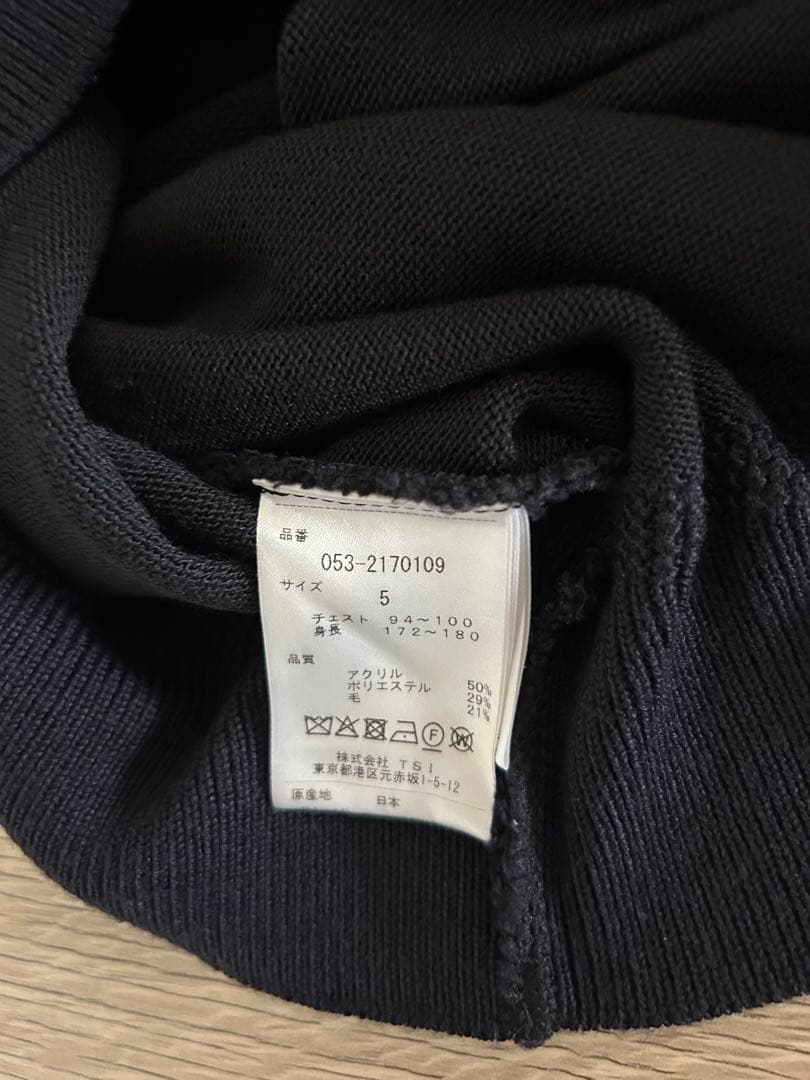 品番
053-2170109
サイズ
5
チェスト 94～100
身長 172～180
品質
アクリル 50%
ポリエステル 29%
毛 21%
F W
株式会社 TSI
東京都港区元赤坂1-5-12
原産地 日本